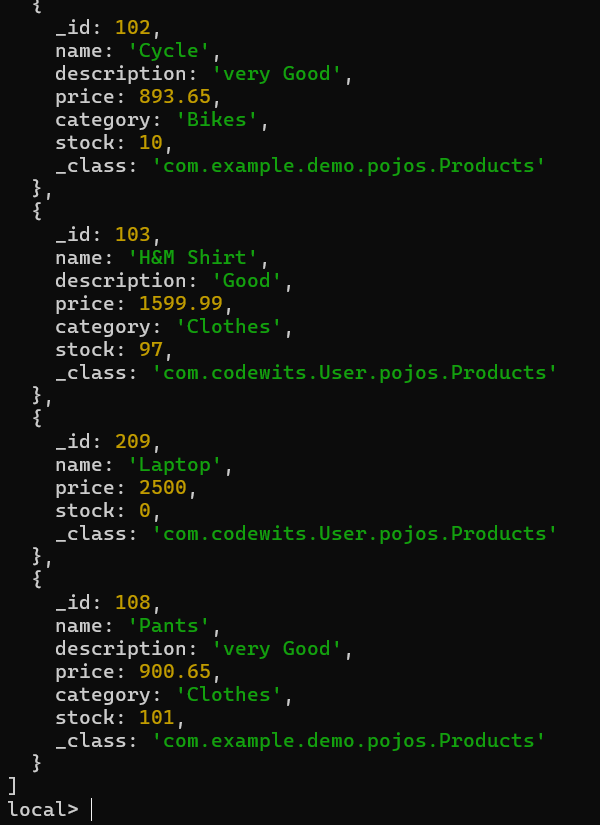 {
_id: 102,
name: 'Cycle',
description: 'very Good',
price: 893.65,
category: 'Bikes',
stock: 10,
_class: 'com.example.demo.pojos.Products'
},
{
_id: 103,
name: 'H&M Shirt',
description: 'Good',
price: 1599.99,
category: 'Clothes',
stock: 97,
_class: 'com.codewits.User.pojos.Products'
},
{
_id: 209,
name: 'Laptop',
price: 2500,
stock: 0,
_class: 'com.codewits.User.pojos.Products'
},
{
_id: 108,
name: 'Pants',
description: 'very Good',
price: 900.65,
category: 'Clothes',
stock: 101,
_class: 'com.example.demo.pojos.Products'
}
]
local>